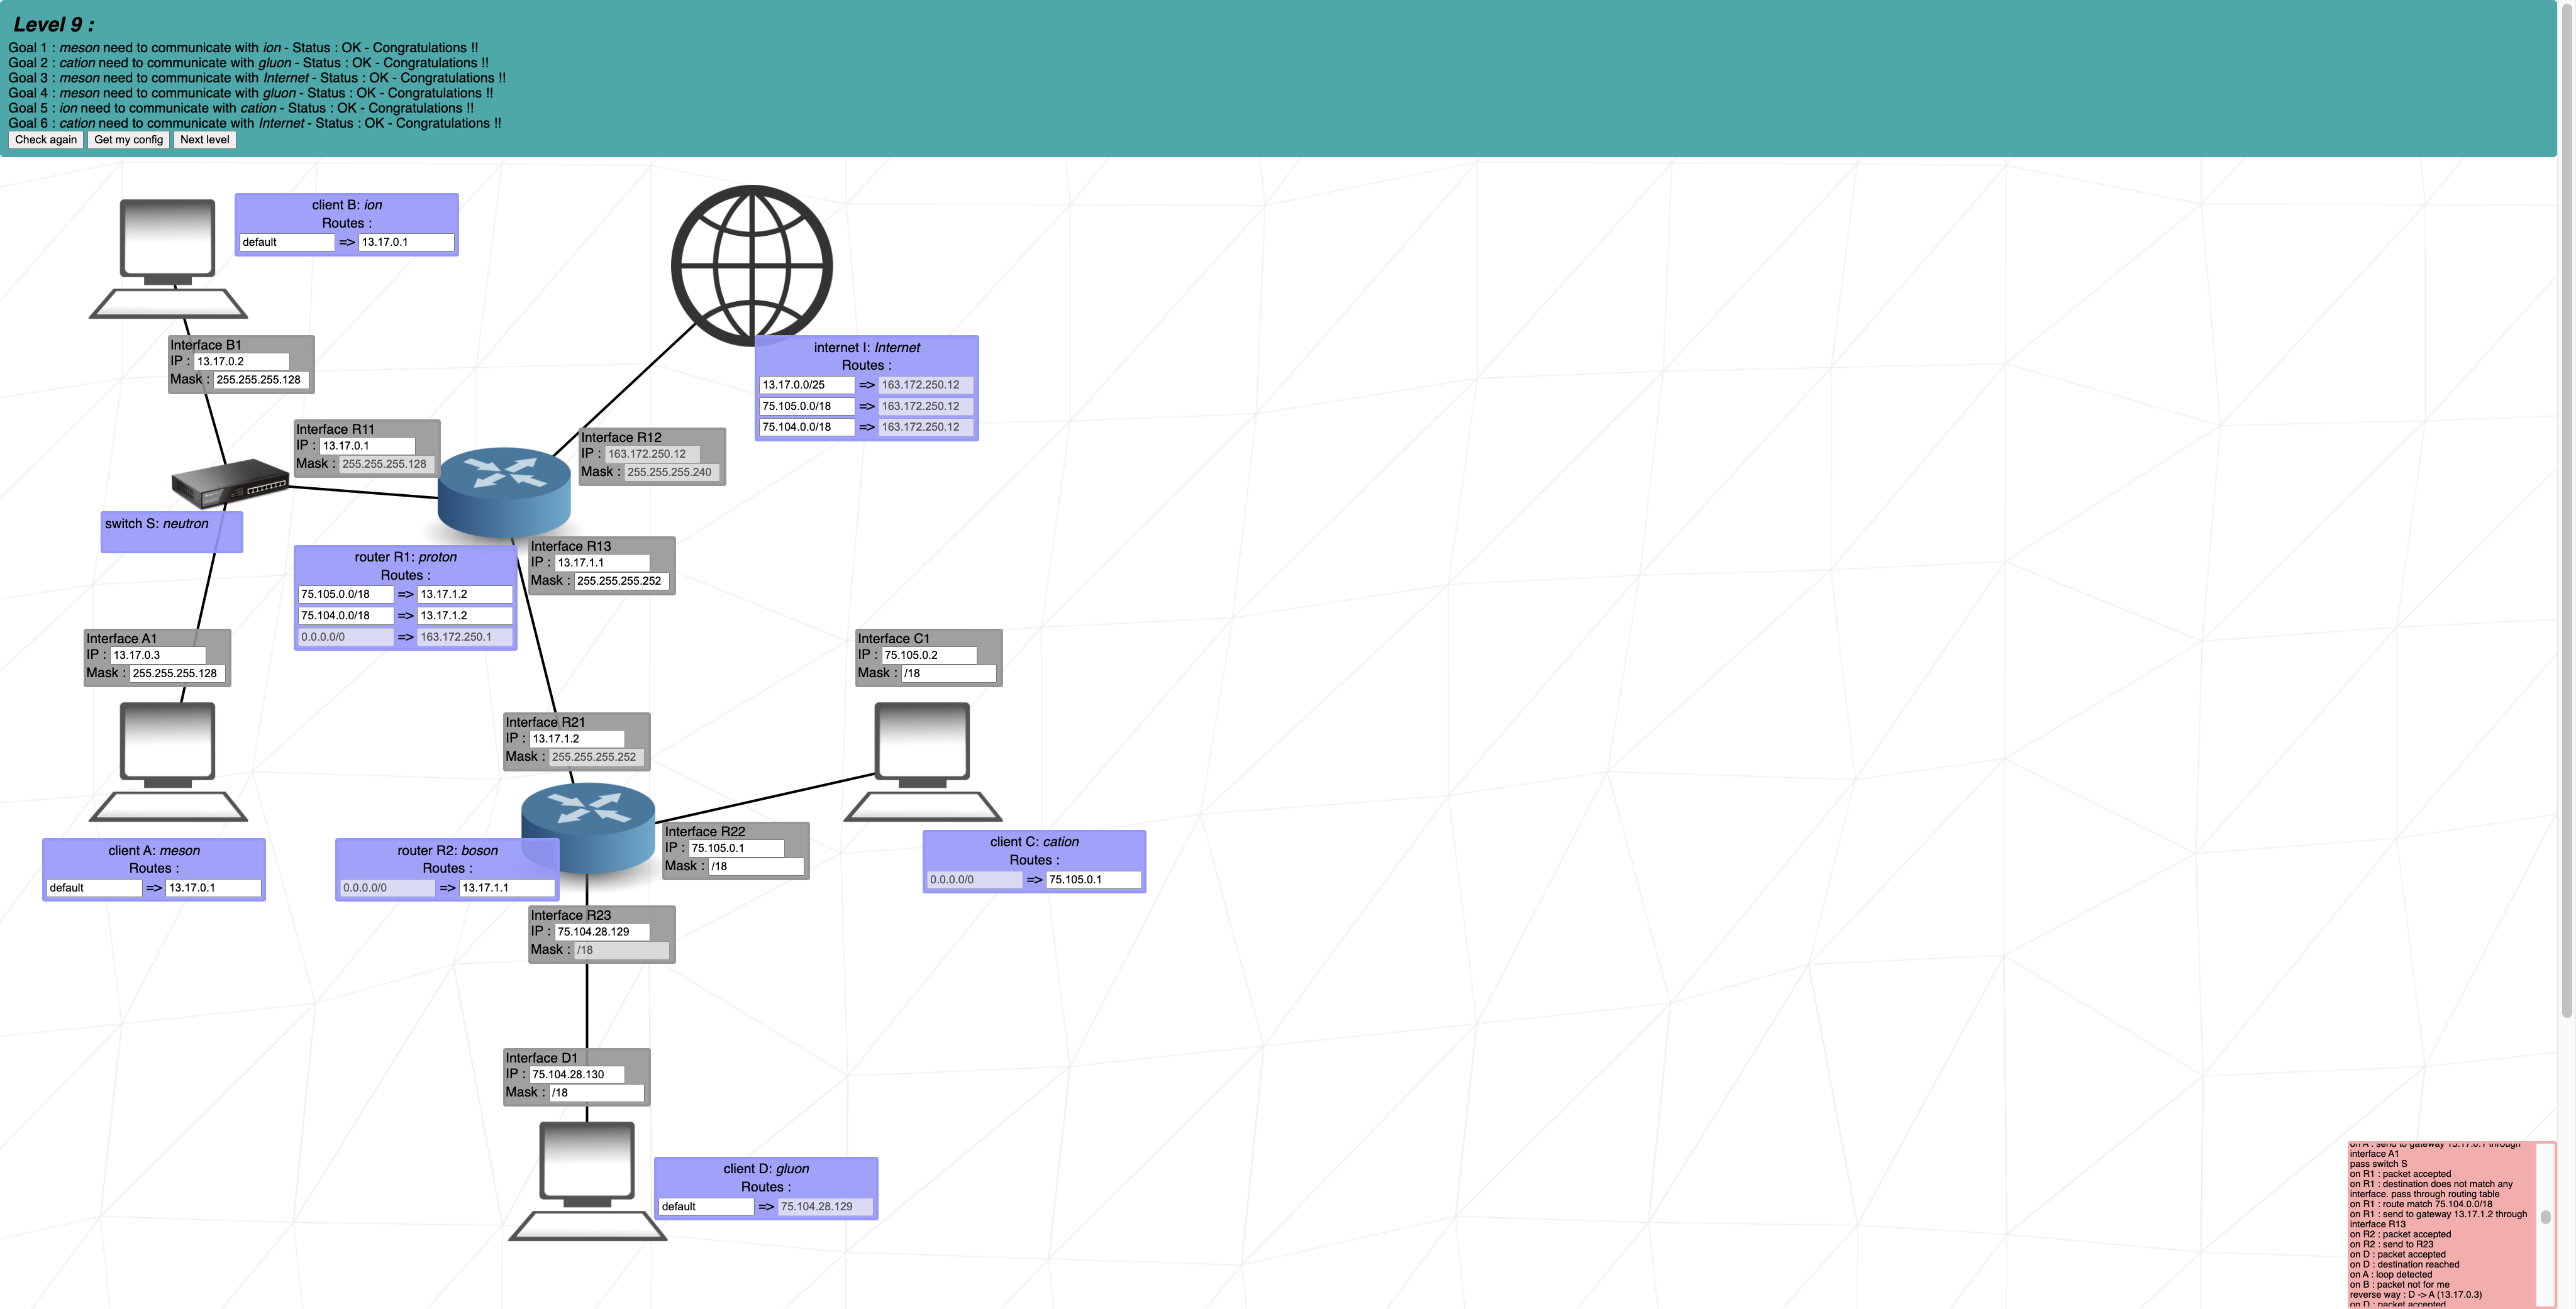 Level 9 :
Goal 1 : meson need to communicate with ion - Status : OK - Congratulations !!
Goal 2 : cation need to communicate with gluon - Status : OK - Congratulations !!
Goal 3 : meson need to communicate with Internet - Status : OK - Congratulations !!
Goal 4 : meson need to communicate with gluon - Status : OK - Congratulations !!
Goal 5 : ion need to communicate with cation - Status : OK - Congratulations !!
Goal 6 : cation need to communicate with Internet - Status : OK - Congratulations !!
Check again Get my config Next level
client B: ion
Routes :
default => 13.17.0.1
Interface B1
IP : 13.17.0.2
Mask : 255.255.255.128
internet I: Internet
Routes :
13.17.0.0/25 => 163.172.250.12
75.105.0.0/18 => 163.172.250.12
75.104.0.0/18 => 163.172.250.12
Interface R11
IP : 13.17.0.1
Mask : 255.255.255.128
Interface R12
IP : 163.172.250.12
Mask : 255.255.255.240
switch S: neutron
router R1: proton
Routes :
75.105.0.0/18 => 13.17.1.2
75.104.0.0/18 => 13.17.1.2
0.0.0.0/0 => 163.172.250.1
Interface R13
IP : 13.17.1.1
Mask : 255.255.255.252
Interface A1
IP : 13.17.0.3
Mask : 255.255.255.128
Interface C1
IP : 75.105.0.2
Mask : /18
Interface R21
IP : 13.17.1.2
Mask : 255.255.255.252
client A: meson
Routes :
default => 13.17.0.1
router R2: boson
Routes :
0.0.0.0/0 => 13.17.1.1
Interface R22
IP : 75.105.0.1
Mask : /18
client C: cation
Routes :
0.0.0.0/0 => 75.105.0.1
Interface R23
IP : 75.104.28.129
Mask : /18
Interface D1
IP : 75.104.28.130
Mask : /18
client D: gluon
Routes :
default => 75.104.28.129
on A : send to gateway 13.17.0.1 through
interface A1
pass switch S
on R1 : packet accepted
on R1 : destination does not match any
interface. pass through routing table
on R1 : route match 75.104.0.0/18
on R1 : send to gateway 13.17.1.2 through
interface R13
on R2 : packet accepted
on R2 : send to R23
on D : packet accepted
on D : destination reached
on A : loop detected
on B : packet not for me
reverse way : D -> A (13.17.0.3)
on D : packet accepted